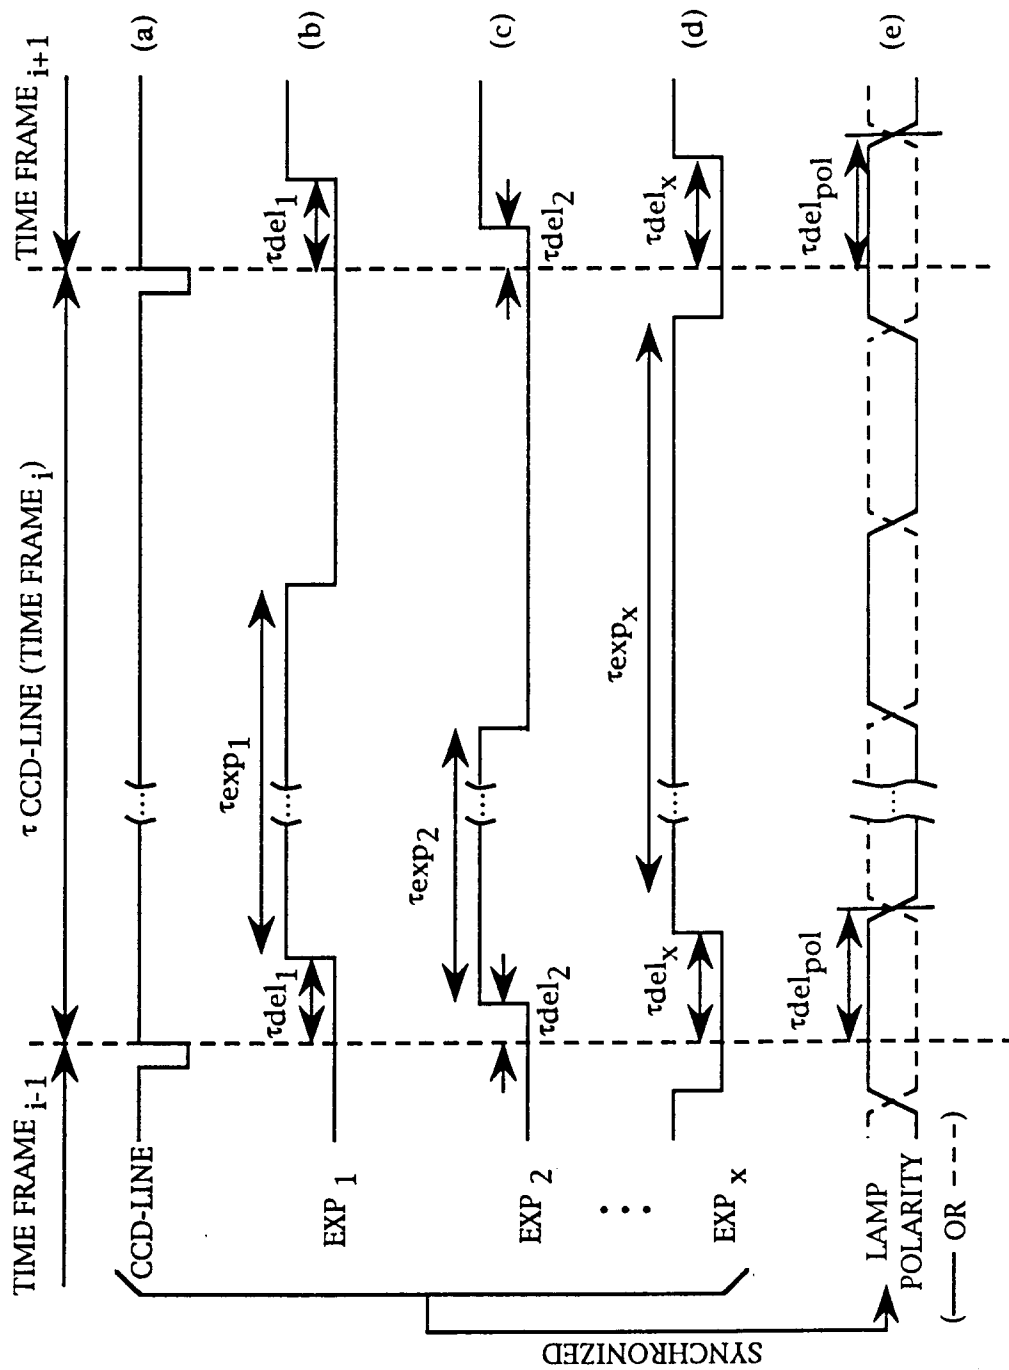 TIME FRAME i-1
τ CCD-LINE (TIME FRAME i)
TIME FRAME i+1
CCD-LINE
(...)
(a)
EXP 1
τdel1
τexp1
(...)
τdel1
(b)
EXP 2
τdel2
τexp2
(...)
τdel2
(c)
...
EXP x
τdelx
τexpx
(...)
τdelx
(d)
LAMP
POLARITY
(— OR ---)
τdelpol
...
τdelpol
(e)
SYNCHRONIZED